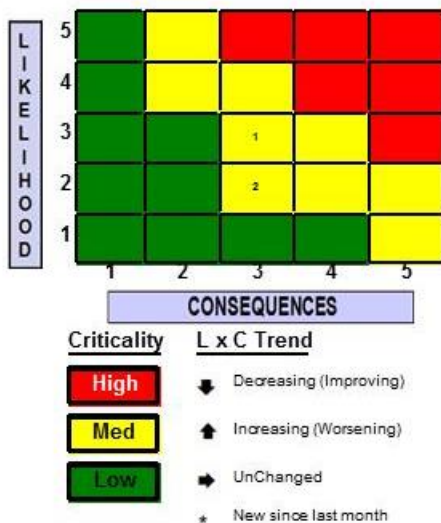 LIKELIHOOD
5
4
3
2
1
1
2
1 2 3 4 5
CONSEQUENCES
Criticality L x C Trend
High Decreasing (Improving)
Med Increasing (Worsening)
Low UnChanged
* New since last month